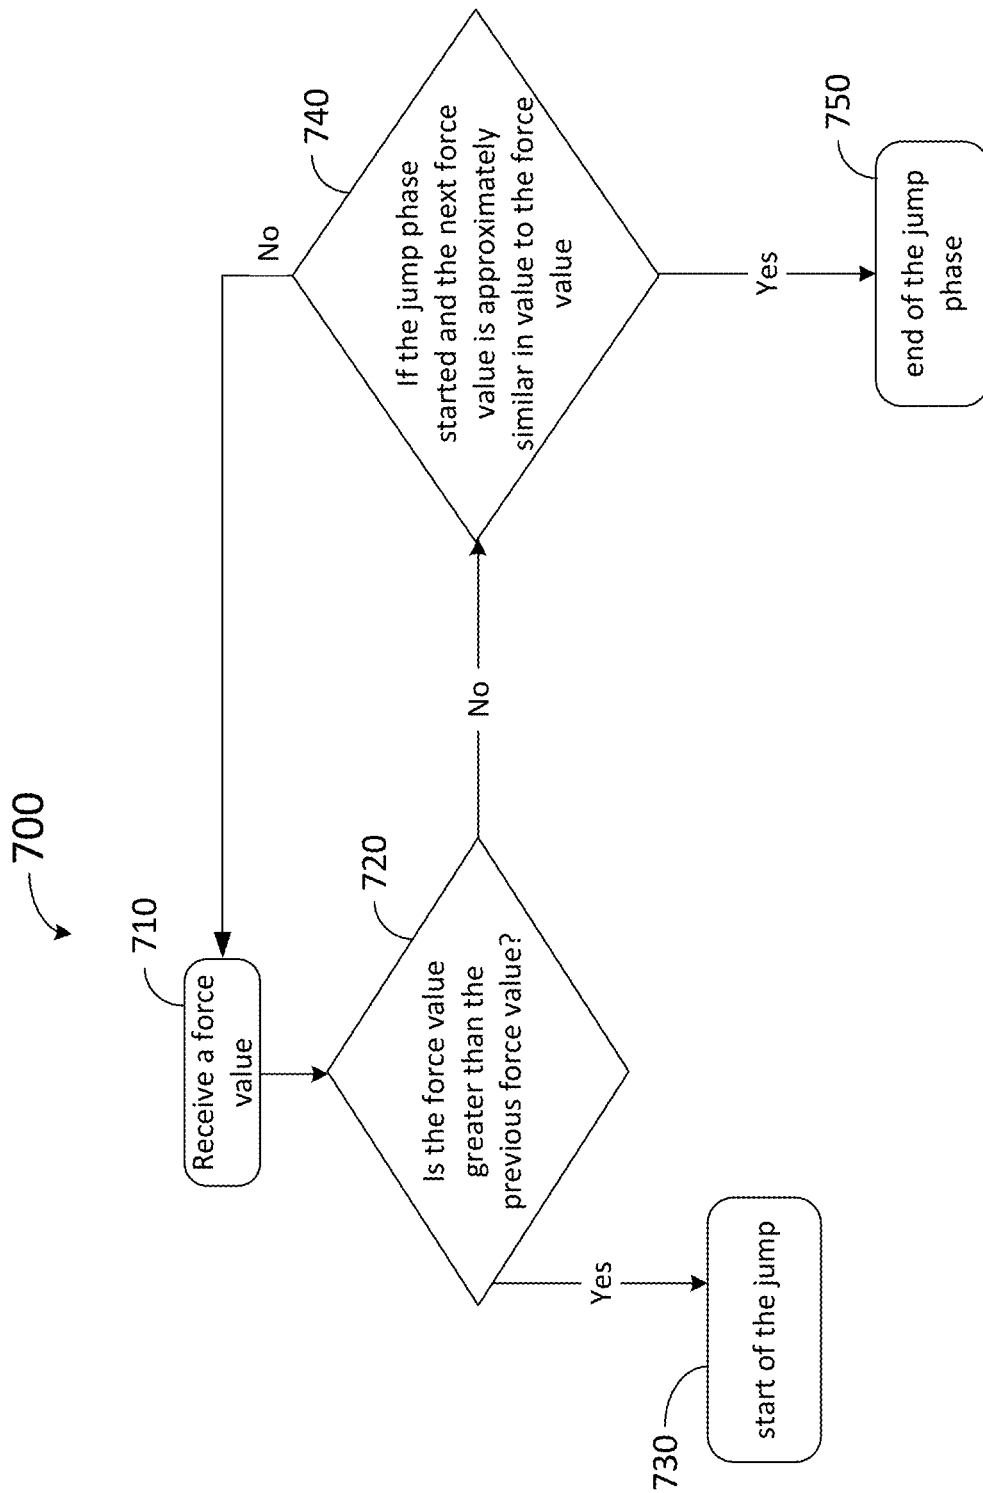 700
710
Receive a force
value
720
Is the force value
greater than the
previous force value?
Yes
730
start of the jump
No
740
If the jump phase
started and the next force
value is approximately
similar in value to the force
value
No
Yes
750
end of the jump
phase